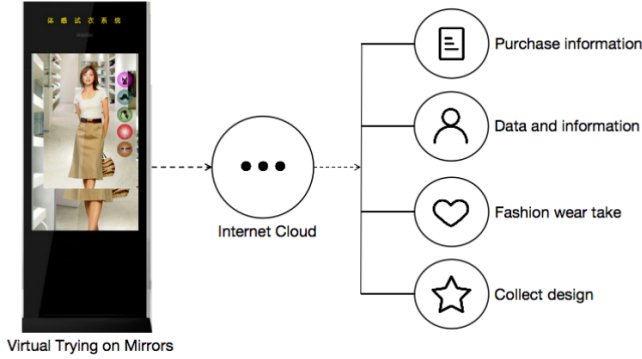 体感试衣系统
Purchase information
Data and information
Internet Cloud
Fashion wear take
Collect design
Virtual Trying on Mirrors